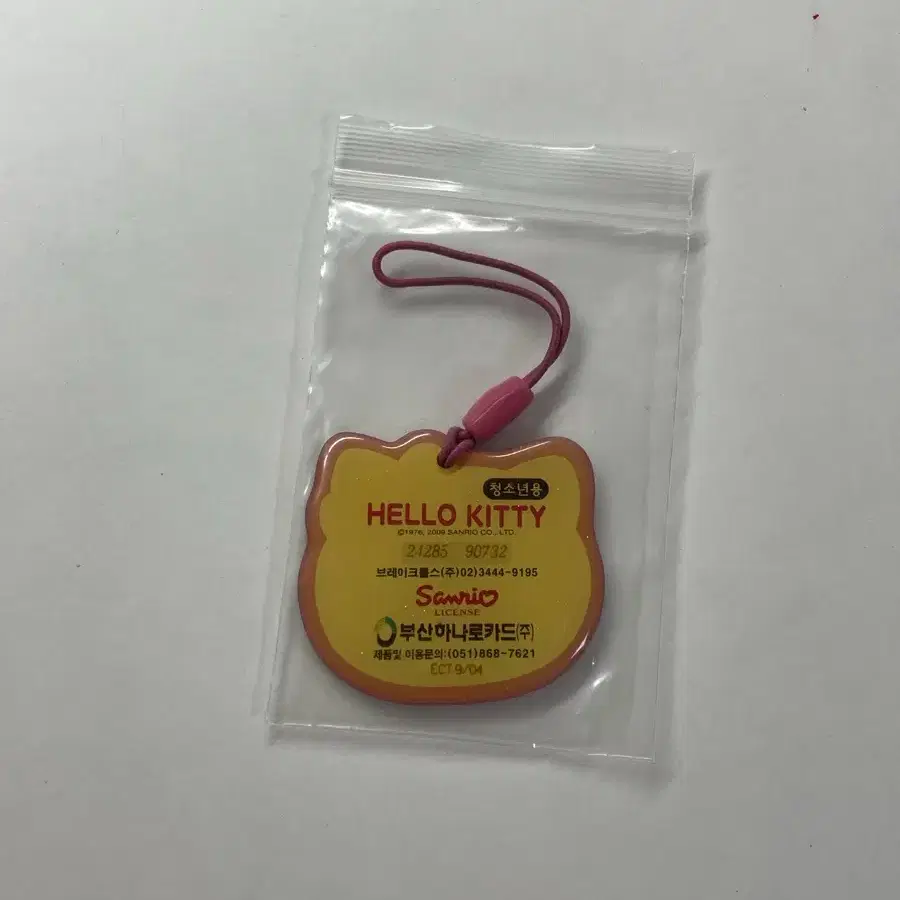 청소년용
HELLO KITTY
©1976, 2009 SANRIO CO., LTD.
24285 90732
브레이크룰스(주)02)3444-9195
Sanrio
LICENSE
부산하나로카드(주)
제품및 이용문의:(051)868-7621
ECT 9/04